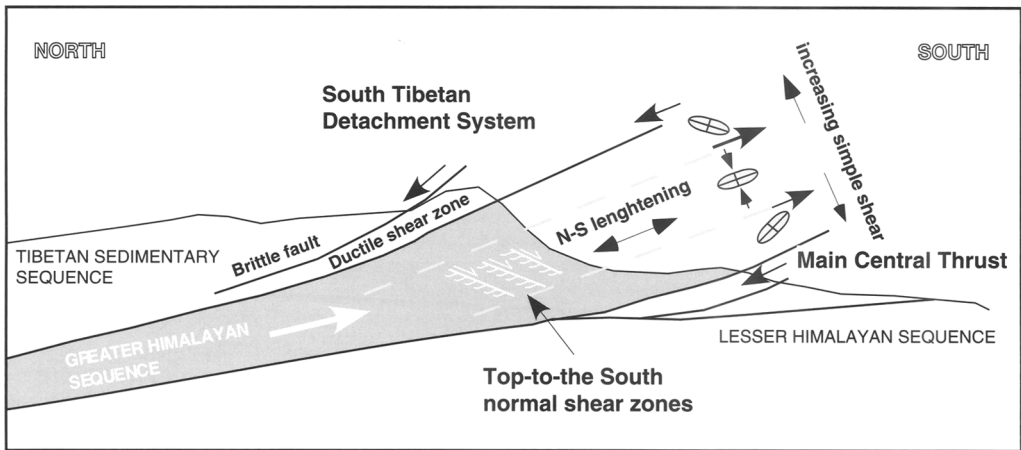 NORTH
SOUTH
South Tibetan
Detachment System
increasing simple shear
N-S lenghtening
Ductile shear zone
Brittle fault
TIBETAN SEDIMENTARY
SEQUENCE
Main Central Thrust
GREATER HIMALAYAN
SEQUENCE
LESSER HIMALAYAN SEQUENCE
Top-to-the South
normal shear zones